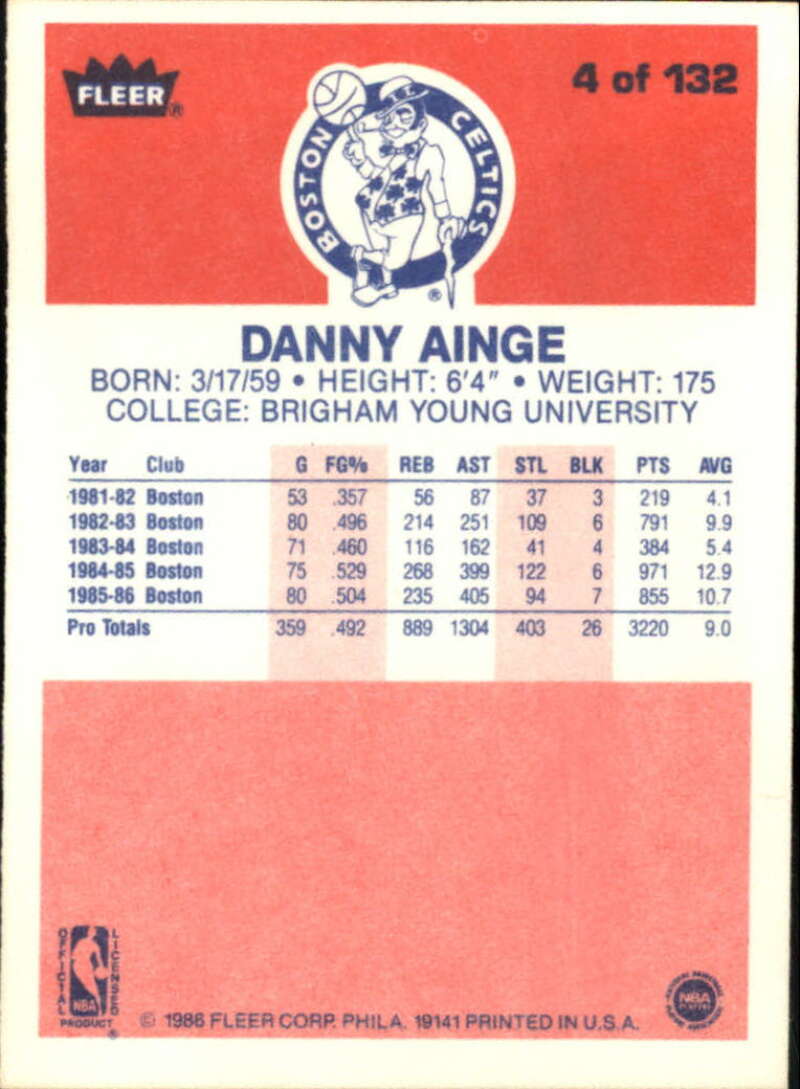 FLEER®
4 of 132
BOSTON CELTICS
®
DANNY AINGE
BORN: 3/17/59 • HEIGHT: 6'4" • WEIGHT: 175
COLLEGE: BRIGHAM YOUNG UNIVERSITY
Year Club G FG% REB AST STL BLK PTS AVG
1981-82 Boston 53 .357 56 87 37 3 219 4.1
1982-83 Boston 80 .496 214 251 109 6 791 9.9
1983-84 Boston 71 .460 116 162 41 4 384 5.4
1984-85 Boston 75 .529 268 399 122 6 971 12.9
1985-86 Boston 80 .504 235 405 94 7 855 10.7
Pro Totals 359 .492 889 1304 403 26 3220 9.0
OFFICIAL LICENSED
NBA
PRODUCT ®
© 1986 FLEER CORP. PHILA. 19141 PRINTED IN U.S.A.
NATIONAL BASKETBALL
NBA
PLAYERS
PLAYERS ASSOCIATION